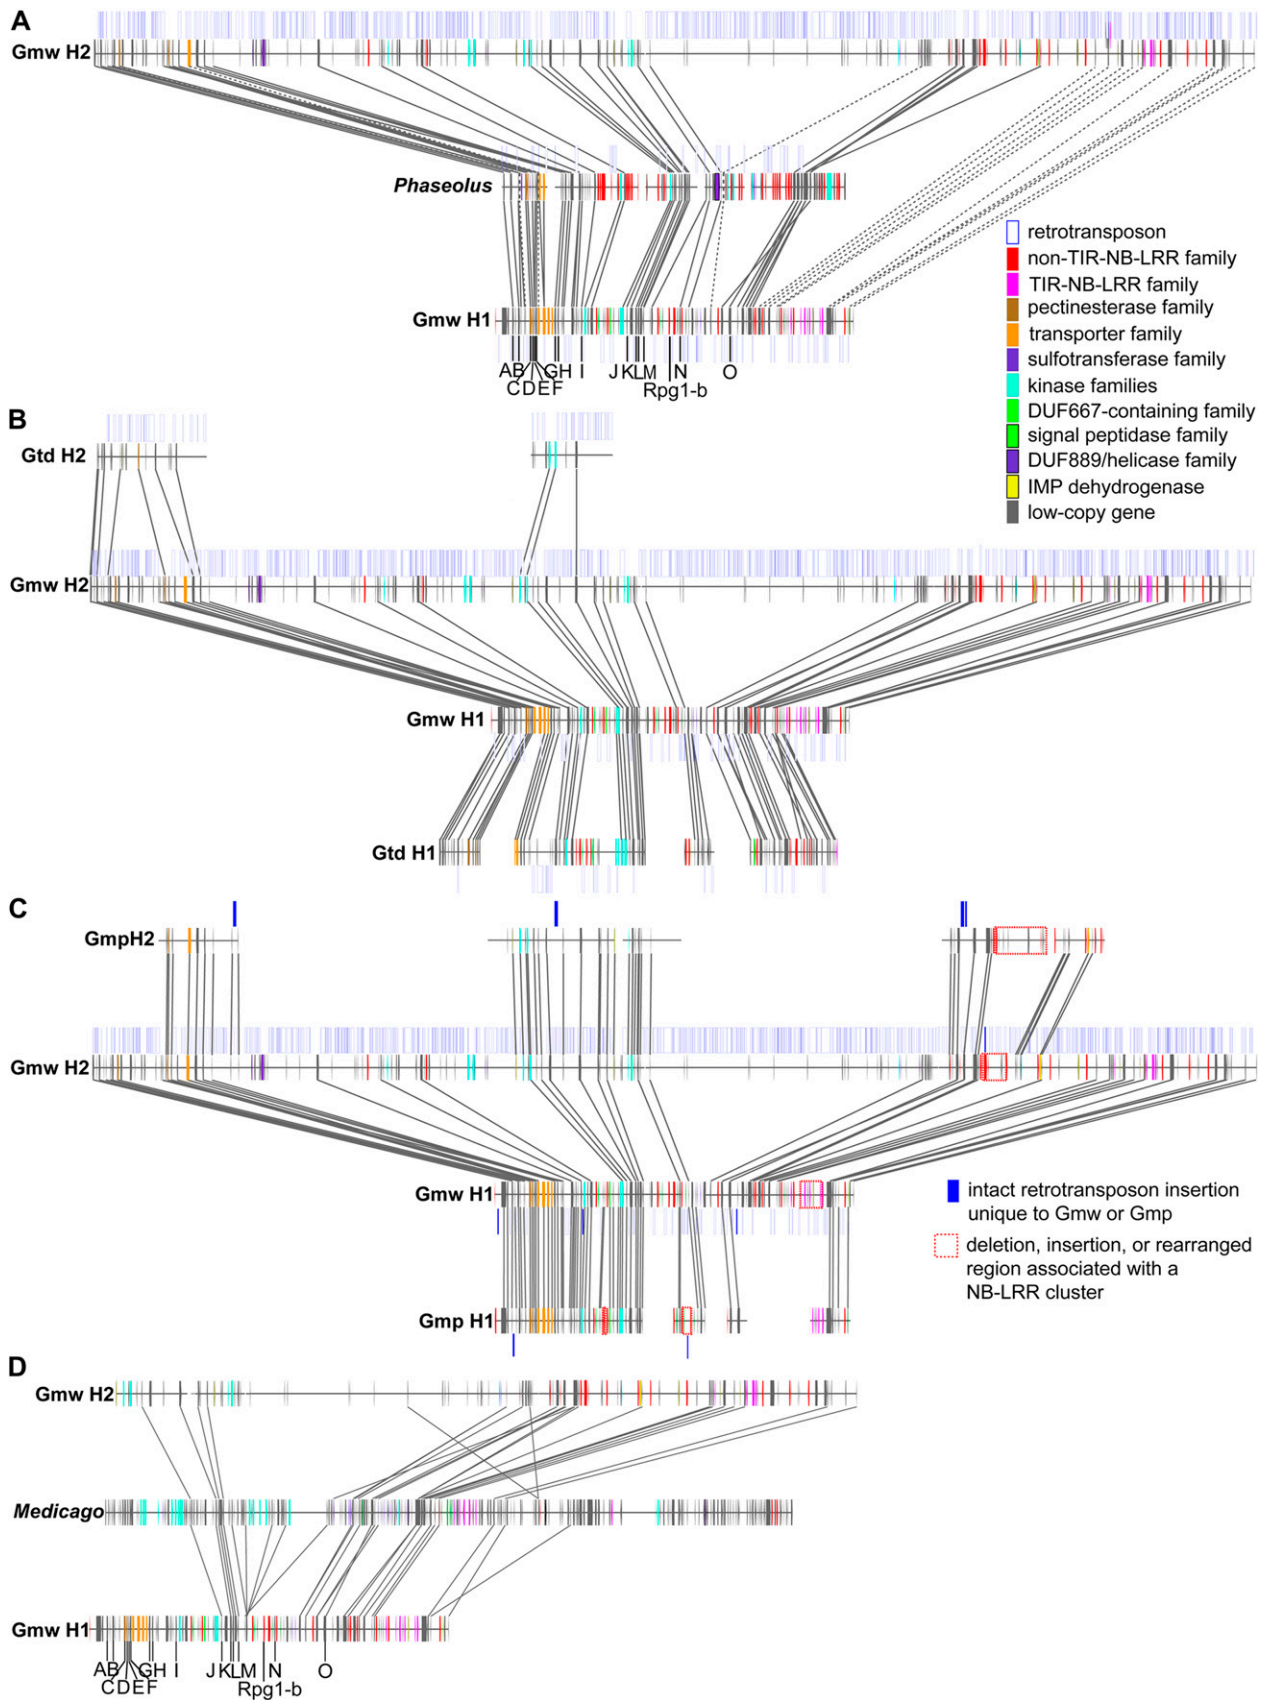 A
Gmw H2
Phaseolus
Gmw H1
AB GH I J KLM N O
CDEF Rpg1-b
retrotransposon
non-TIR-NB-LRR family
TIR-NB-LRR family
pectinesterase family
transporter family
sulfotransferase family
kinase families
DUF667-containing family
signal peptidase family
DUF889/helicase family
IMP dehydrogenase
low-copy gene
B
Gtd H2
Gmw H2
Gmw H1
Gtd H1
C
GmpH2
Gmw H2
Gmw H1
Gmp H1
intact retrotransposon insertion
unique to Gmw or Gmp
deletion, insertion, or rearranged
region associated with a
NB-LRR cluster
D
Gmw H2
Medicago
Gmw H1
AB GH I JKLM N O
CDEF Rpg1-b